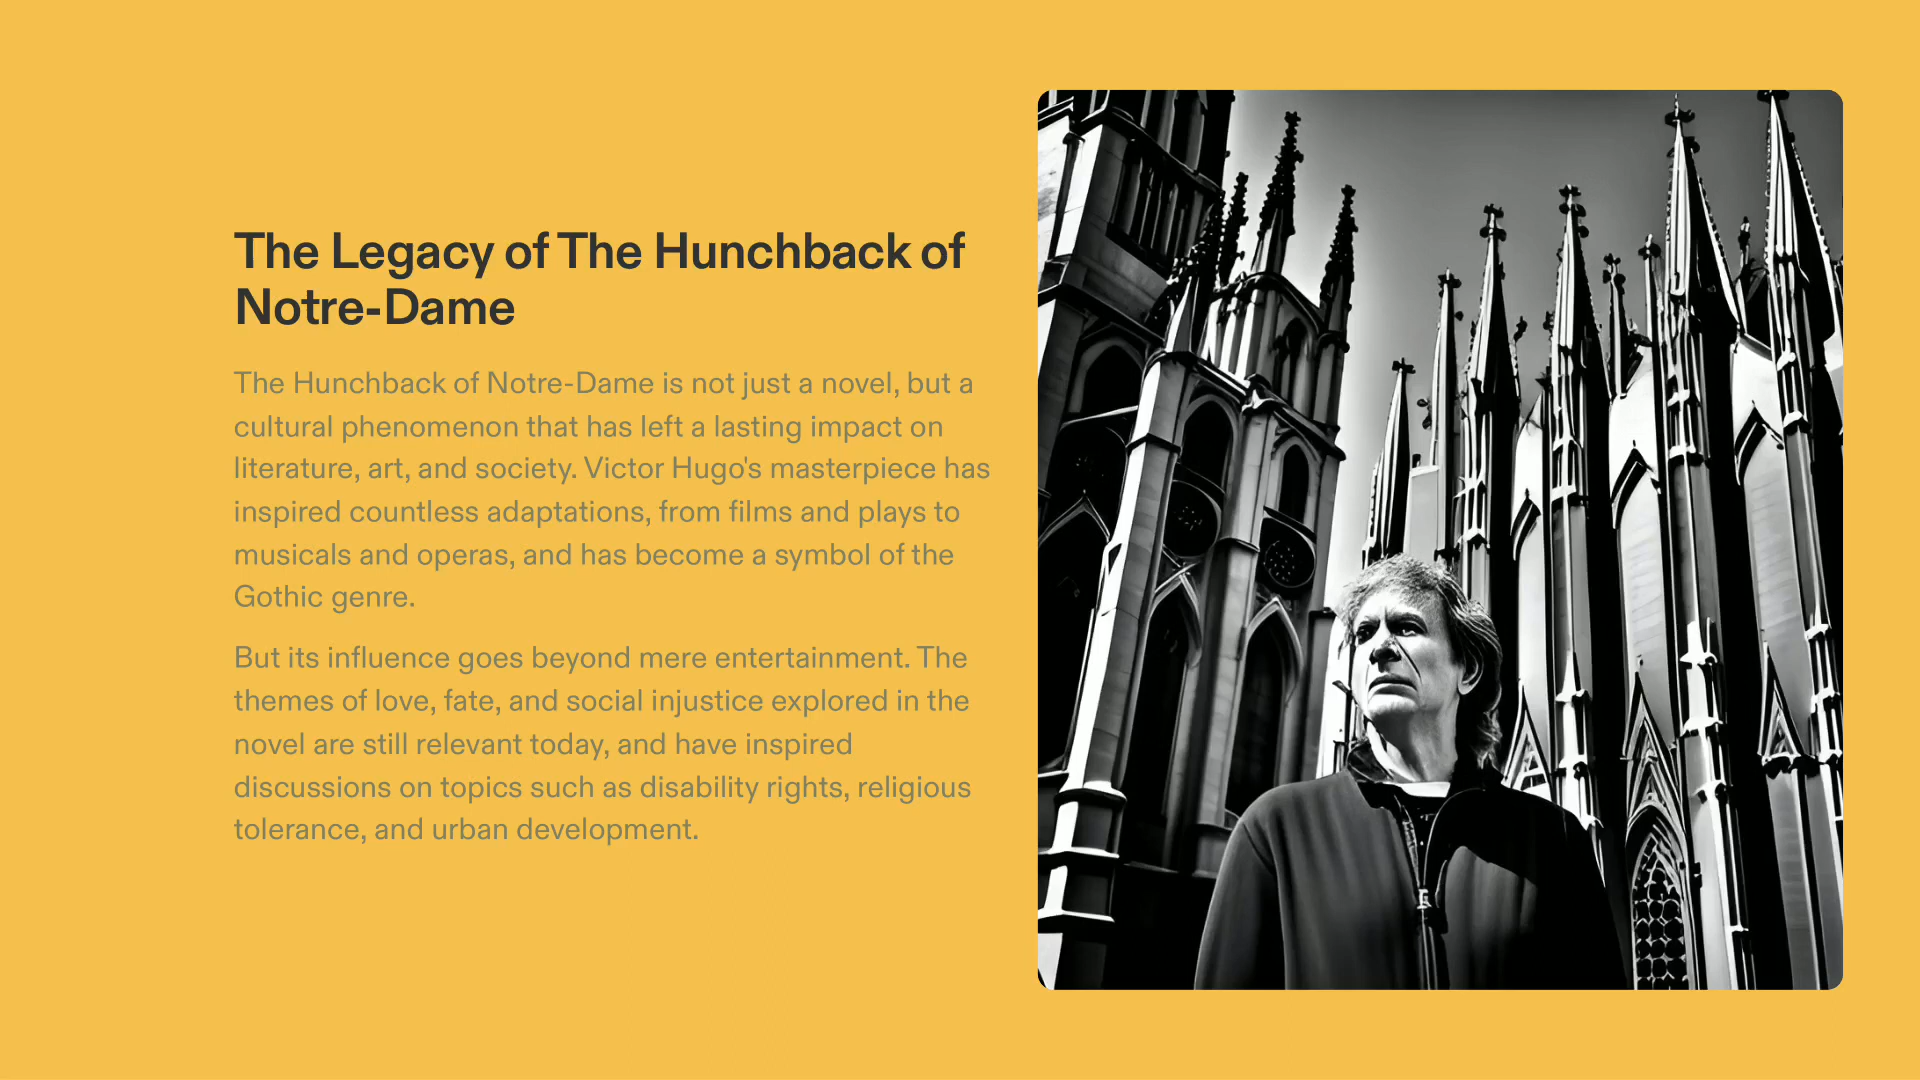 The Legacy of The Hunchback of
Notre-Dame
The Hunchback of Notre-Dame is not just a novel, but a
cultural phenomenon that has left a lasting impact on
literature, art, and society. Victor Hugo's masterpiece has
inspired countless adaptations, from films and plays to
musicals and operas, and has become a symbol of the
Gothic genre.
But its influence goes beyond mere entertainment. The
themes of love, fate, and social injustice explored in the
novel are still relevant today, and have inspired
discussions on topics such as disability rights, religious
tolerance, and urban development.